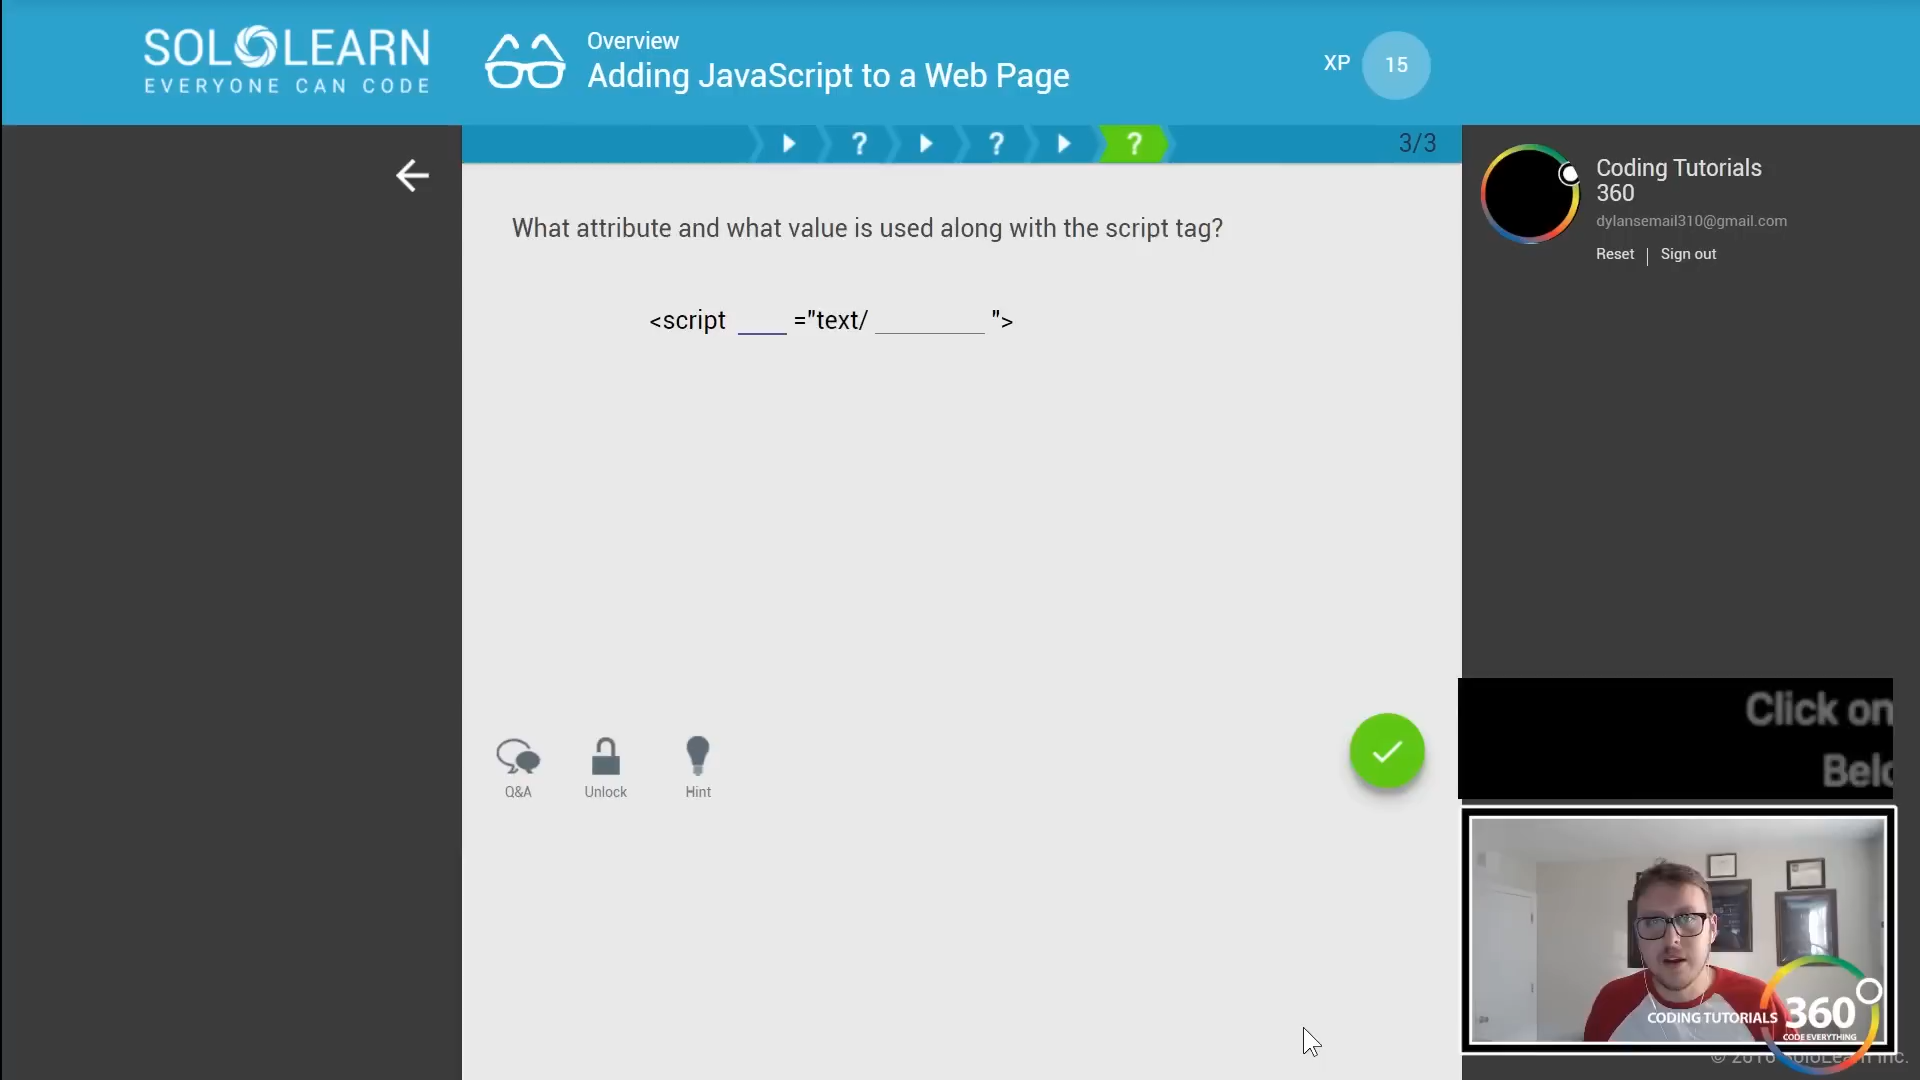 SOLOLEARN
EVERYONE CAN CODE
Overview
Adding JavaScript to a Web Page
XP 15
? ? ?
3/3
Coding Tutorials
360
dylansemail310@gmail.com
Reset | Sign out
What attribute and what value is used along with the script tag?
<script ____ ="text/ _________ ">
Click on
Q&A
Unlock
Hint
CODING TUTORIALS 360
CODE EVERYTHING